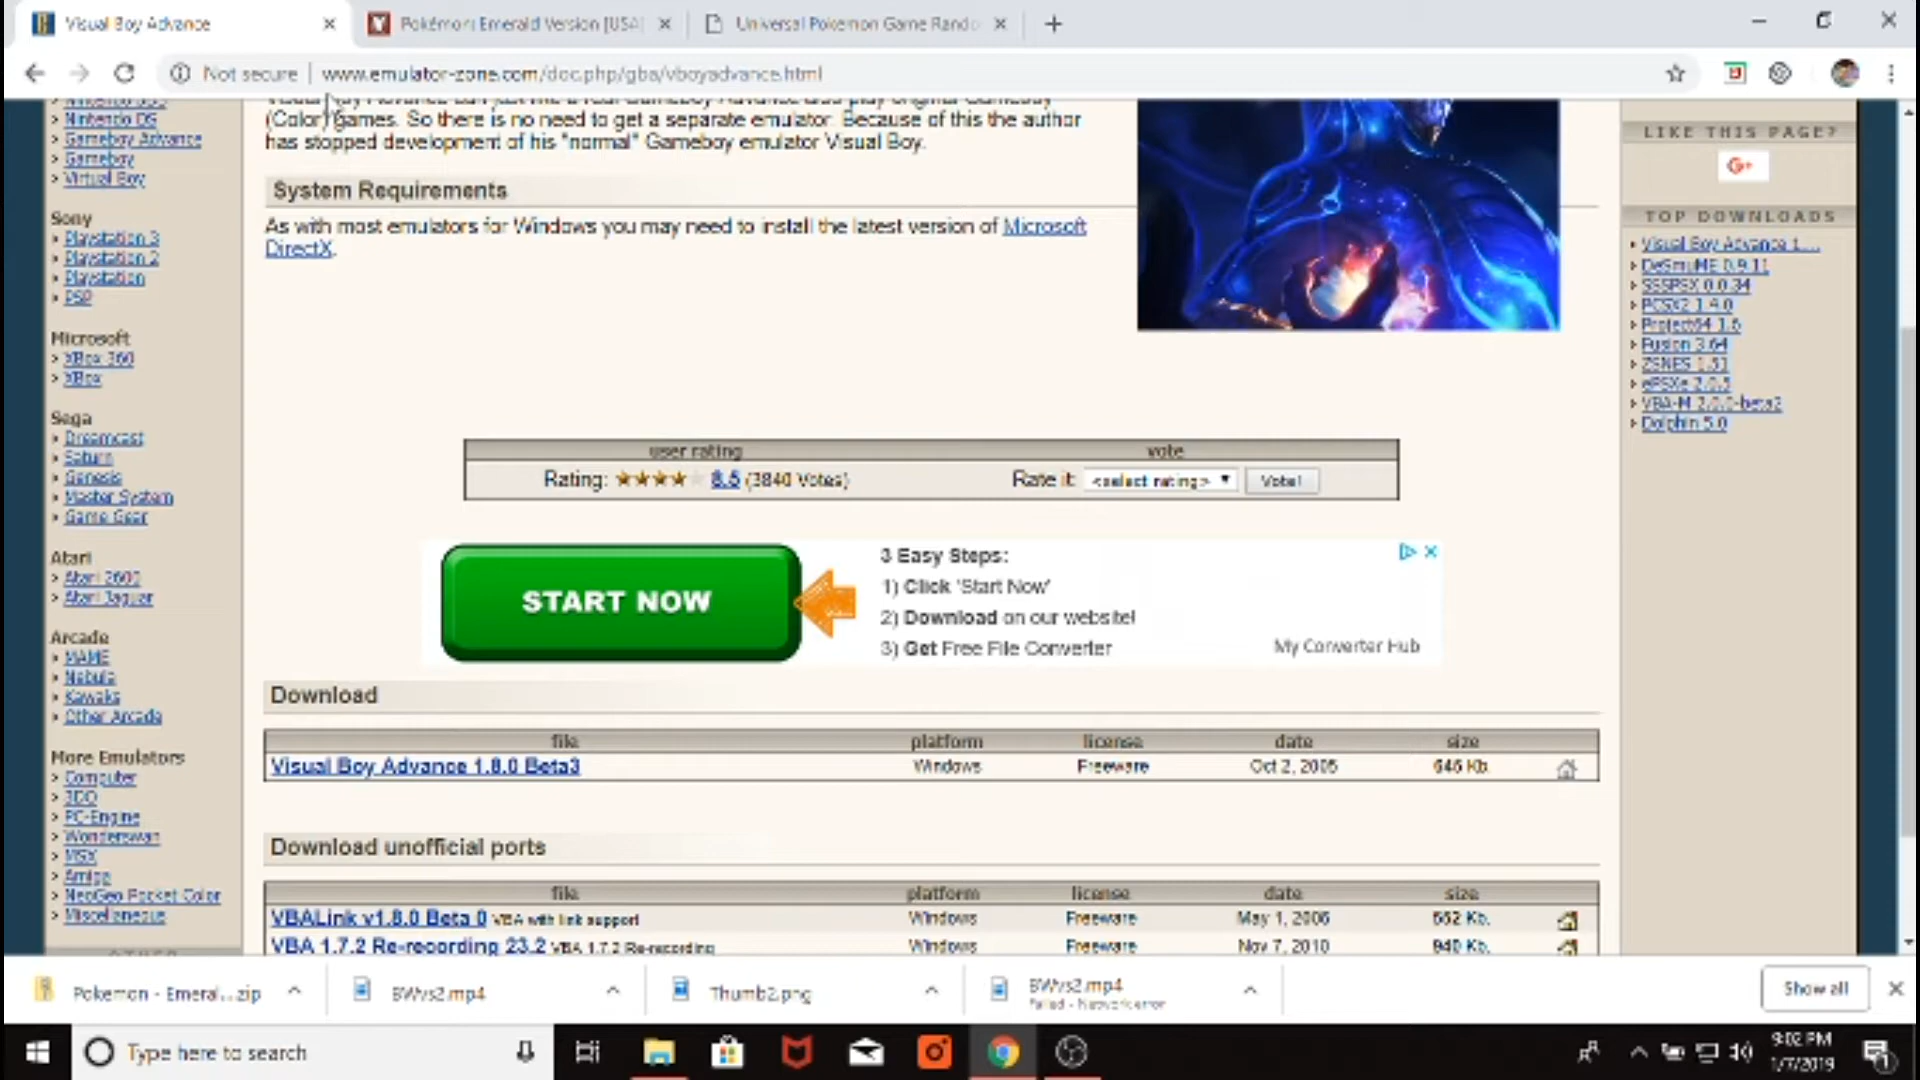 Visual Boy Advance
Pokémon: Emerald Version [USA]
Universal Pokemon Game Rando
Not secure
www.emulator-zone.com/doc.php/gba/vboyadvance.html
Nintendo DS
Gameboy Advance
Gameboy
Virtual Boy
Sony
Playstation 3
Playstation 2
Playstation
PSP
Microsoft
XBox 360
XBox
Sega
Dreamcast
Saturn
Genesis
Master System
Game Gear
Atari
Atari 2600
Atari Jaguar
Arcade
MAME
Nebula
Kawaks
Other Arcade
More Emulators
Computer
3DO
PC-Engine
Wonderswan
MSX
Amiga
NeoGeo Pocket Color
Miscellaneous
(Color) games. So there is no need to get a separate emulator. Because of this the author
has stopped development of his "normal" Gameboy emulator Visual Boy.
System Requirements
As with most emulators for Windows you may need to install the latest version of Microsoft
DirectX.
user rating
vote
Rating: 8.5 (3840 Votes)
Rate it: <select rating> Vote!
START NOW
3 Easy Steps:
1) Click 'Start Now'
2) Download on our website!
3) Get Free File Converter
My Converter Hub
Download
file platform license date size
Visual Boy Advance 1.8.0 Beta3 Windows Freeware Oct 2, 2005 646 Kb.
Download unofficial ports
file platform license date size
VBALink v1.8.0 Beta 0 VBA with link support Windows Freeware May 1, 2006 552 Kb.
VBA 1.7.2 Re-recording 23.2 VBA 1.7.2 Re-recording Windows Freeware Nov 7, 2010 940 Kb.
LIKE THIS PAGE?
G+
TOP DOWNLOADS
Visual Boy Advance 1....
DeSmuME 0.9.11
SSSPSX 0.0.34
PCSX2 1.4.0
Project64 1.6
Fusion 3.64
ZSNES 1.51
ePSXe 2.0.5
VBA-M 2.0.0-beta2
Dolphin 5.0
Pokemon - Emeral....zip
BWvs2.mp4
Thumb2.png
BWvs2.mp4
Failed - Network error
Show all
Type here to search
9:02 PM
1/7/2019